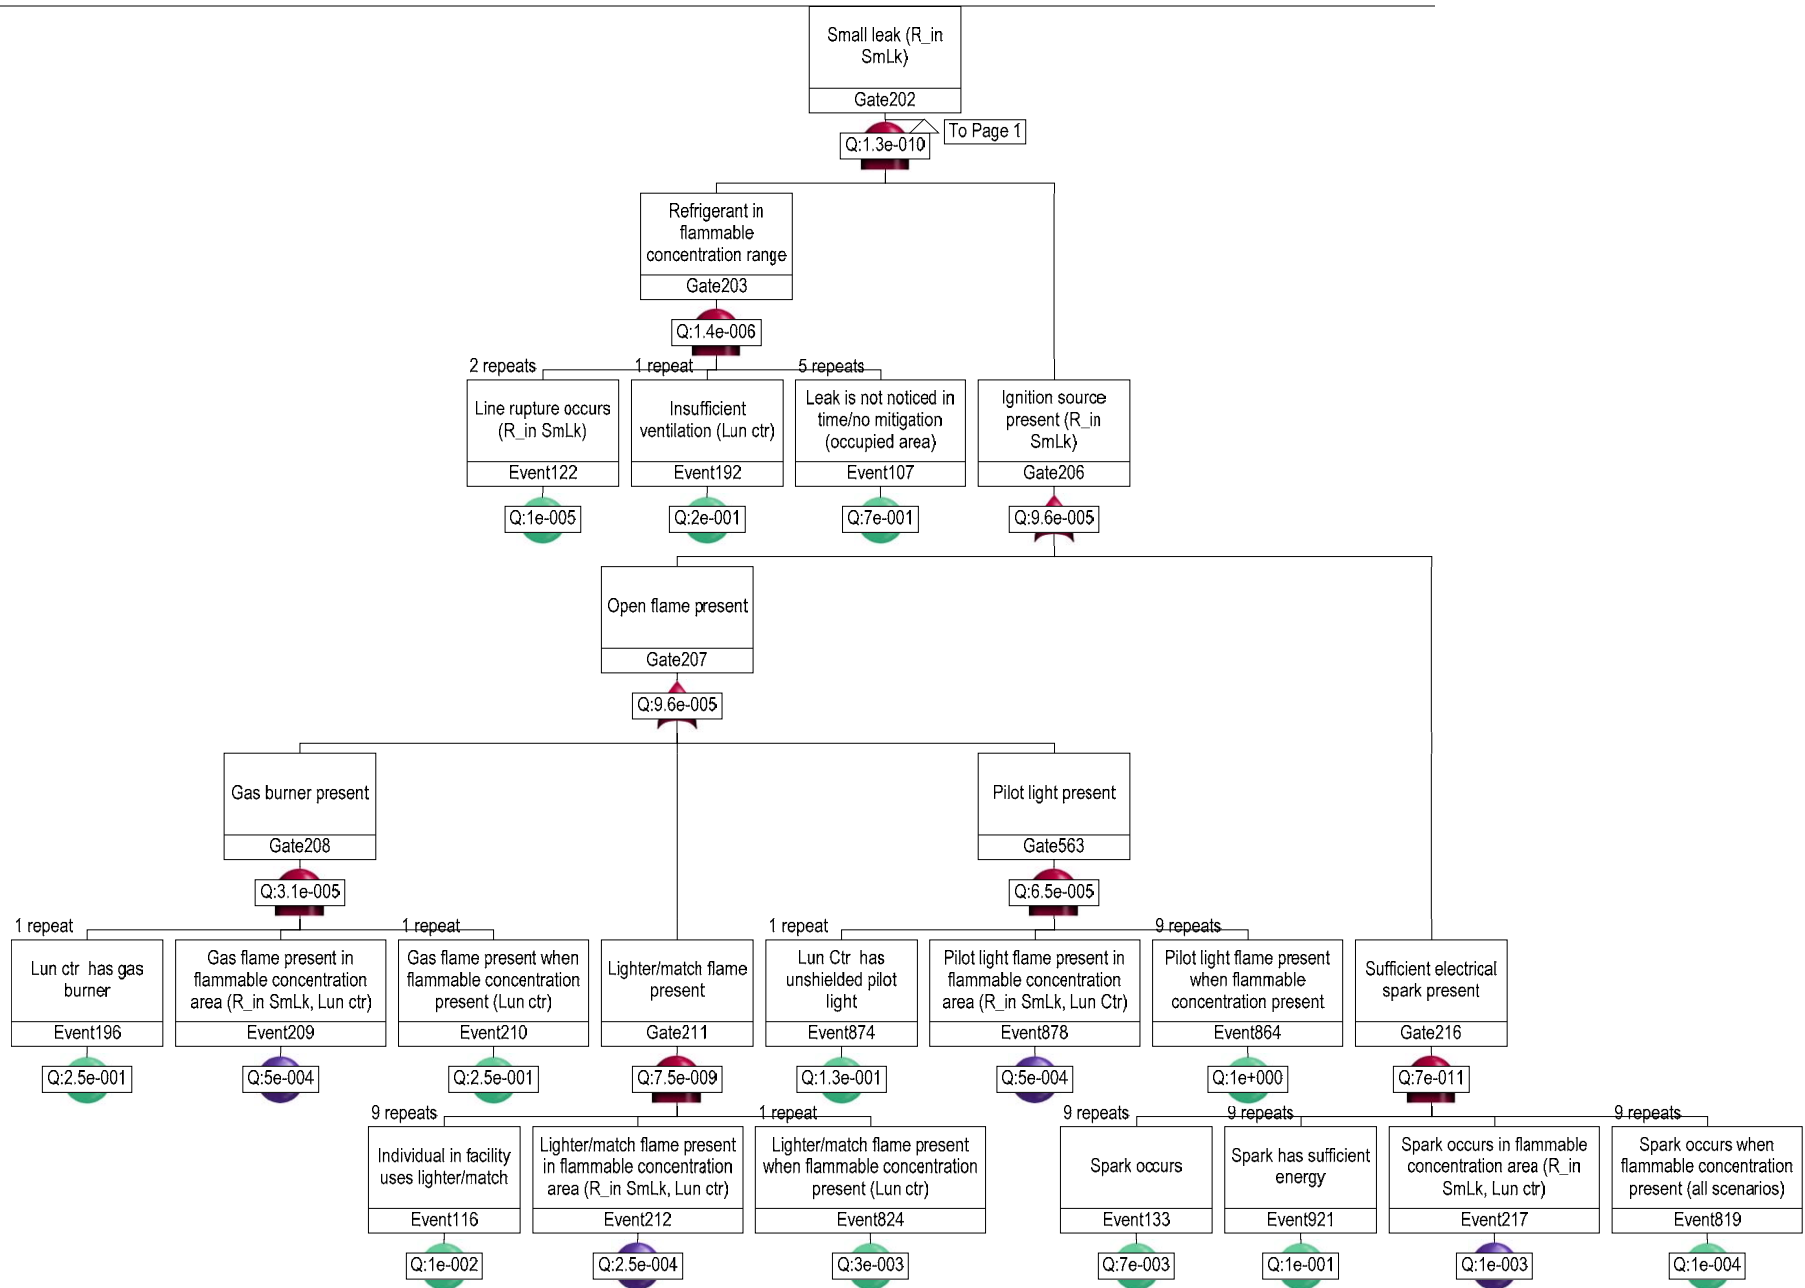 Small leak (R_in
SmLk)
Gate202
Q:1.3e-010
To Page 1
Refrigerant in
flammable
concentration range
Gate203
Q:1.4e-006
2 repeats
1 repeat
5 repeats
Line rupture occurs
(R_in SmLk)
Event122
Q:1e-005
Insufficient
ventilation (Lun ctr)
Event192
Q:2e-001
Leak is not noticed in
time/no mitigation
(occupied area)
Event107
Q:7e-001
Ignition source
present (R_in
SmLk)
Gate206
Q:9.6e-005
Open flame present
Gate207
Q:9.6e-005
Gas burner present
Gate208
Q:3.1e-005
Pilot light present
Gate563
Q:6.5e-005
1 repeat
Lun ctr has gas
burner
Event196
Q:2.5e-001
Gas flame present in
flammable concentration
area (R_in SmLk, Lun ctr)
Event209
Q:5e-004
1 repeat
Gas flame present when
flammable concentration
present (Lun ctr)
Event210
Q:2.5e-001
Lighter/match flame
present
Gate211
Q:7.5e-009
1 repeat
Lun Ctr has
unshielded pilot
light
Event874
Q:1.3e-001
Pilot light flame present in
flammable concentration
area (R_in SmLk, Lun Ctr)
Event878
Q:5e-004
9 repeats
Pilot light flame present
when flammable
concentration present
Event864
Q:1e+000
Sufficient electrical
spark present
Gate216
Q:7e-011
9 repeats
Individual in facility
uses lighter/match
Event116
Q:1e-002
Lighter/match flame present
in flammable concentration
area (R_in SmLk, Lun ctr)
Event212
Q:2.5e-004
1 repeat
Lighter/match flame present
when flammable concentration
present (Lun ctr)
Event824
Q:3e-003
9 repeats
Spark occurs
Event133
Q:7e-003
9 repeats
Spark has sufficient
energy
Event921
Q:1e-001
Spark occurs in flammable
concentration area (R_in
SmLk, Lun ctr)
Event217
Q:1e-003
9 repeats
Spark occurs when
flammable concentration
present (all scenarios)
Event819
Q:1e-004